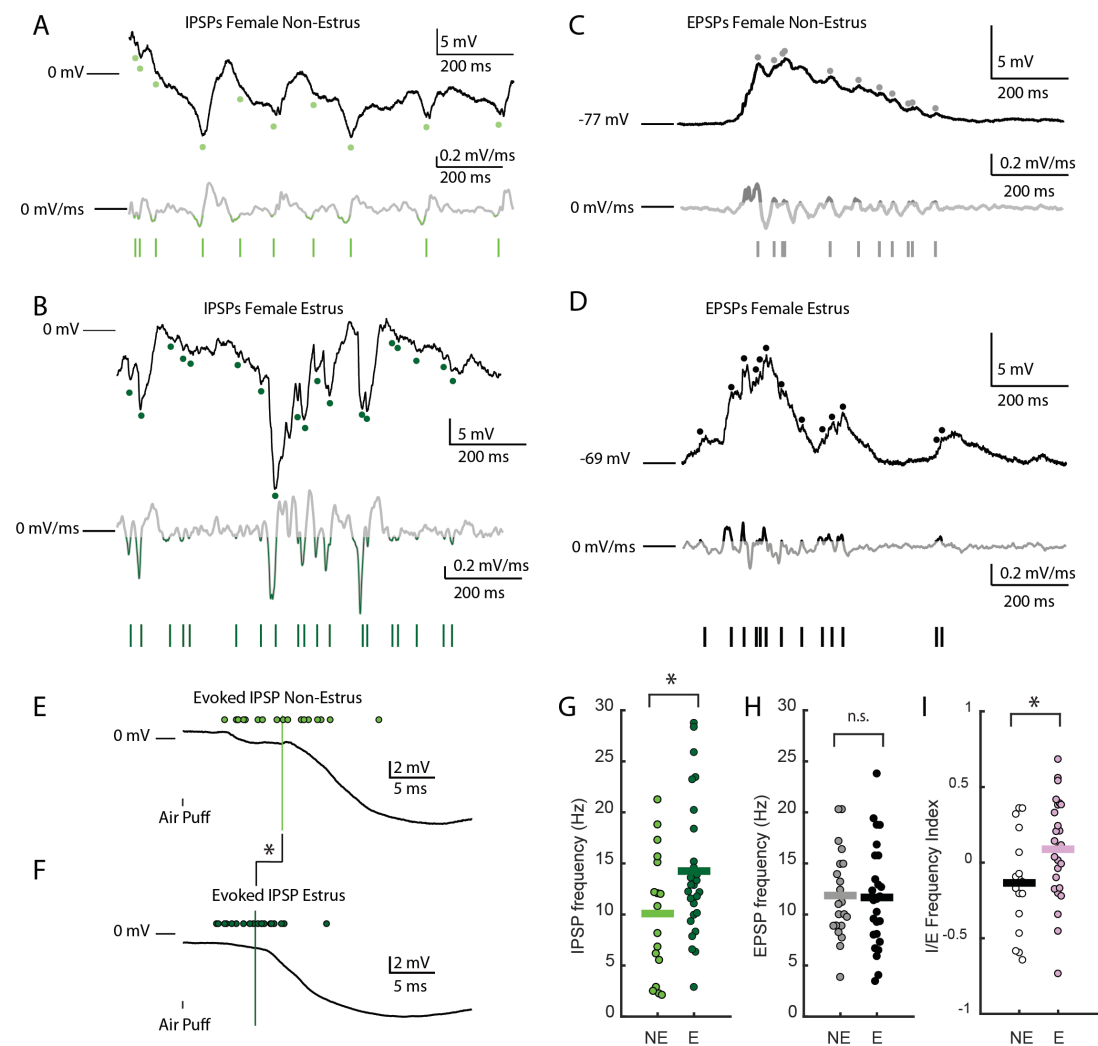 A
IPSPs Female Non-Estrus
5 mV
200 ms
0 mV
0.2 mV/ms
200 ms
0 mV/ms
C
EPSPs Female Non-Estrus
5 mV
200 ms
-77 mV
0.2 mV/ms
200 ms
0 mV/ms
B
IPSPs Female Estrus
0 mV
5 mV
200 ms
0 mV/ms
0.2 mV/ms
200 ms
D
EPSPs Female Estrus
5 mV
200 ms
-69 mV
0 mV/ms
0.2 mV/ms
200 ms
E
Evoked IPSP Non-Estrus
0 mV
2 mV
5 ms
Air Puff
*
F
Evoked IPSP Estrus
0 mV
2 mV
5 ms
Air Puff
G
*
30
25
20
15
10
5
0
IPSP frequency (Hz)
NE E
H
n.s.
30
25
20
15
10
5
0
EPSP frequency (Hz)
NE E
I
*
1
0.5
0
-0.5
-1
I/E Frequency Index
NE E